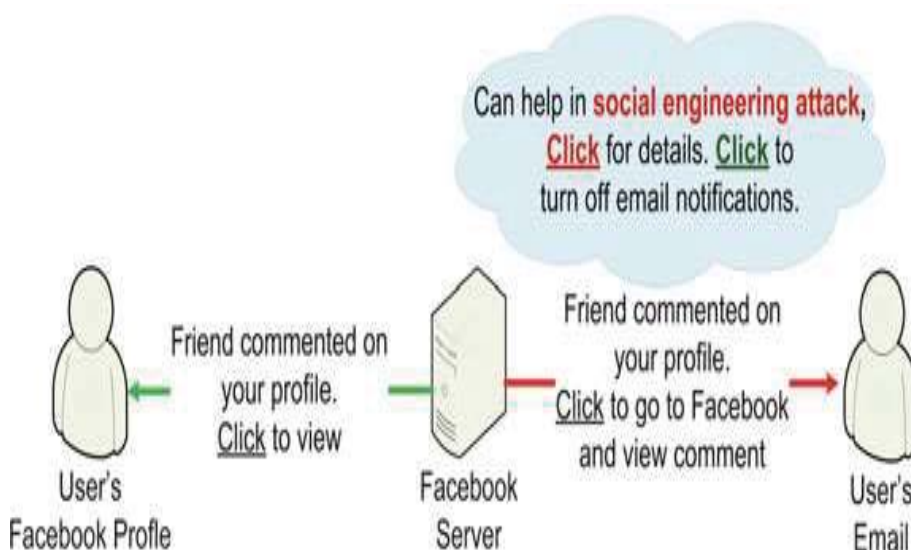 Can help in social engineering attack,
Click for details. Click to
turn off email notifications.
Friend commented on
your profile.
Click to view
Friend commented on
your profile.
Click to go to Facebook
and view comment
User's
Facebook Profle
Facebook
Server
User's
Email